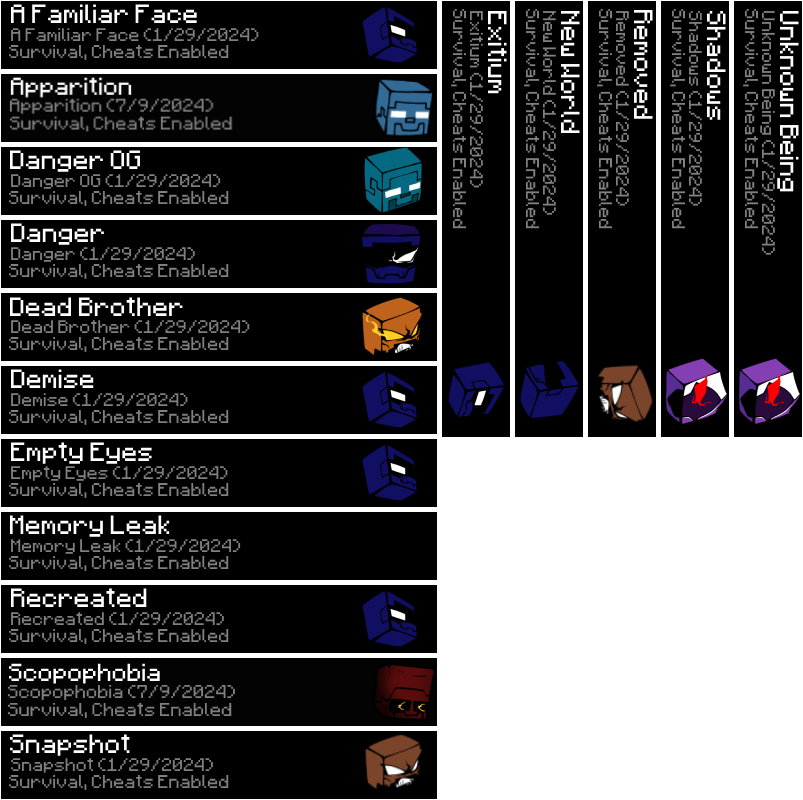 A Familiar Face
A Familiar Face (1/29/2024)
Survival, Cheats Enabled
Apparition
Apparition (7/9/2024)
Survival, Cheats Enabled
Danger OG
Danger OG (1/29/2024)
Survival, Cheats Enabled
Danger
Danger (1/29/2024)
Survival, Cheats Enabled
Dead Brother
Dead Brother (1/29/2024)
Survival, Cheats Enabled
Demise
Demise (1/29/2024)
Survival, Cheats Enabled
Empty Eyes
Empty Eyes (1/29/2024)
Survival, Cheats Enabled
Memory Leak
Memory Leak (1/29/2024)
Survival, Cheats Enabled
Recreated
Recreated (1/29/2024)
Survival, Cheats Enabled
Scopophobia
Scopophobia (7/9/2024)
Survival, Cheats Enabled
Snapshot
Snapshot (1/29/2024)
Survival, Cheats Enabled
Exitium
Exitium (1/29/2024)
Survival, Cheats Enabled
New World
New World (1/29/2024)
Survival, Cheats Enabled
Removed
Removed (1/29/2024)
Survival, Cheats Enabled
Shadows
Shadows (1/29/2024)
Survival, Cheats Enabled
Unknown Being
Unknown Being (1/29/2024)
Survival, Cheats Enabled